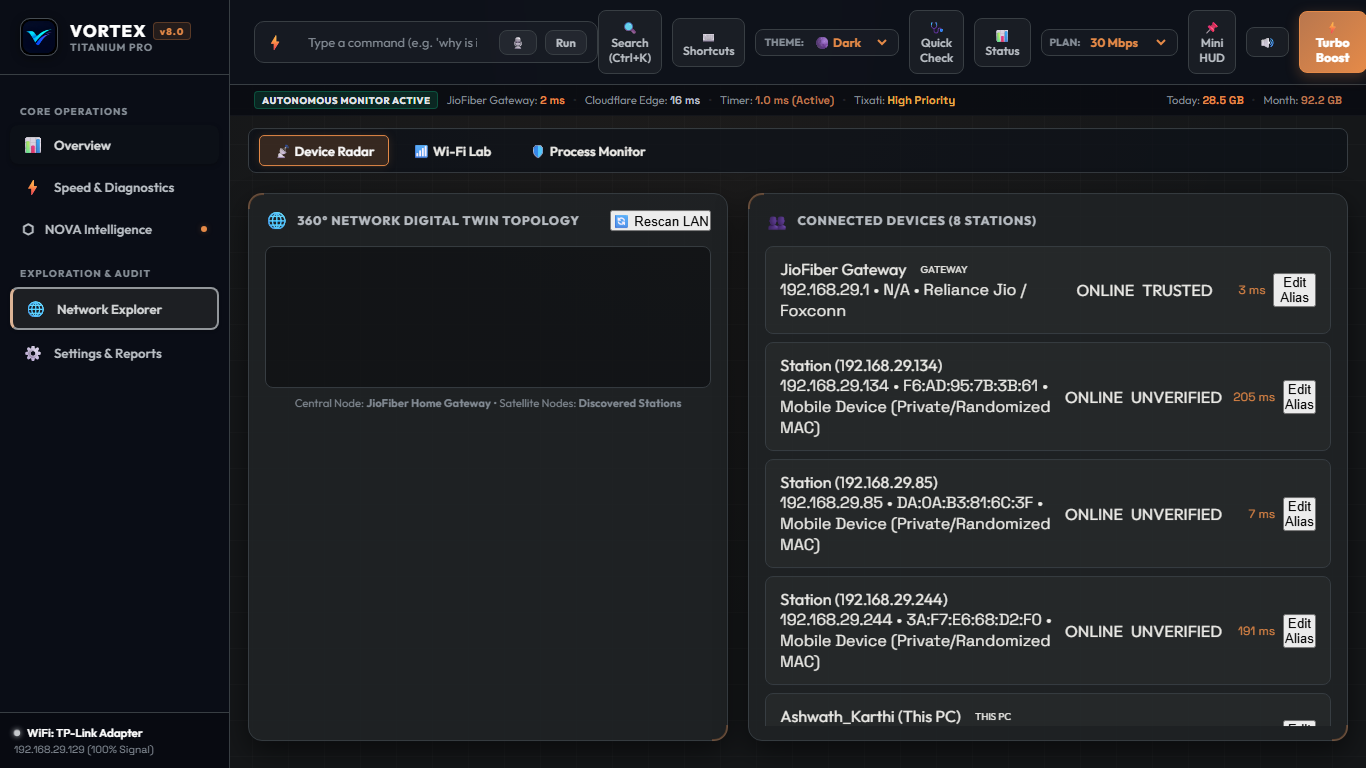 VORTEX v8.0
TITANIUM PRO
CORE OPERATIONS
Overview
Speed & Diagnostics
NOVA Intelligence
EXPLORATION & AUDIT
Network Explorer
Settings & Reports
WiFi: TP-Link Adapter
192.168.29.129 (100% Signal)
Type a command (e.g. 'why is i
Run
Search
(Ctrl+K)
Shortcuts
THEME: Dark
Quick
Check
Status
PLAN: 30 Mbps
Mini
HUD
Turbo
Boost
AUTONOMOUS MONITOR ACTIVE JioFiber Gateway: 2 ms · Cloudflare Edge: 16 ms · Timer: 1.0 ms (Active) · Tixati: High Priority Today: 28.5 GB · Month: 92.2 GB
Device Radar Wi-Fi Lab Process Monitor
360° NETWORK DIGITAL TWIN TOPOLOGY Rescan LAN
Central Node: JioFiber Home Gateway • Satellite Nodes: Discovered Stations
CONNECTED DEVICES (8 STATIONS)
JioFiber Gateway GATEWAY
192.168.29.1 • N/A • Reliance Jio /
Foxconn
ONLINE TRUSTED 3 ms
Edit
Alias
Station (192.168.29.134)
192.168.29.134 • F6:AD:95:7B:3B:61 •
Mobile Device (Private/Randomized
MAC)
ONLINE UNVERIFIED 205 ms
Edit
Alias
Station (192.168.29.85)
192.168.29.85 • DA:0A:B3:81:6C:3F •
Mobile Device (Private/Randomized
MAC)
ONLINE UNVERIFIED 7 ms
Edit
Alias
Station (192.168.29.244)
192.168.29.244 • 3A:F7:E6:68:D2:F0 •
Mobile Device (Private/Randomized
MAC)
ONLINE UNVERIFIED 191 ms
Edit
Alias
Ashwath_Karthi (This PC) THIS PC